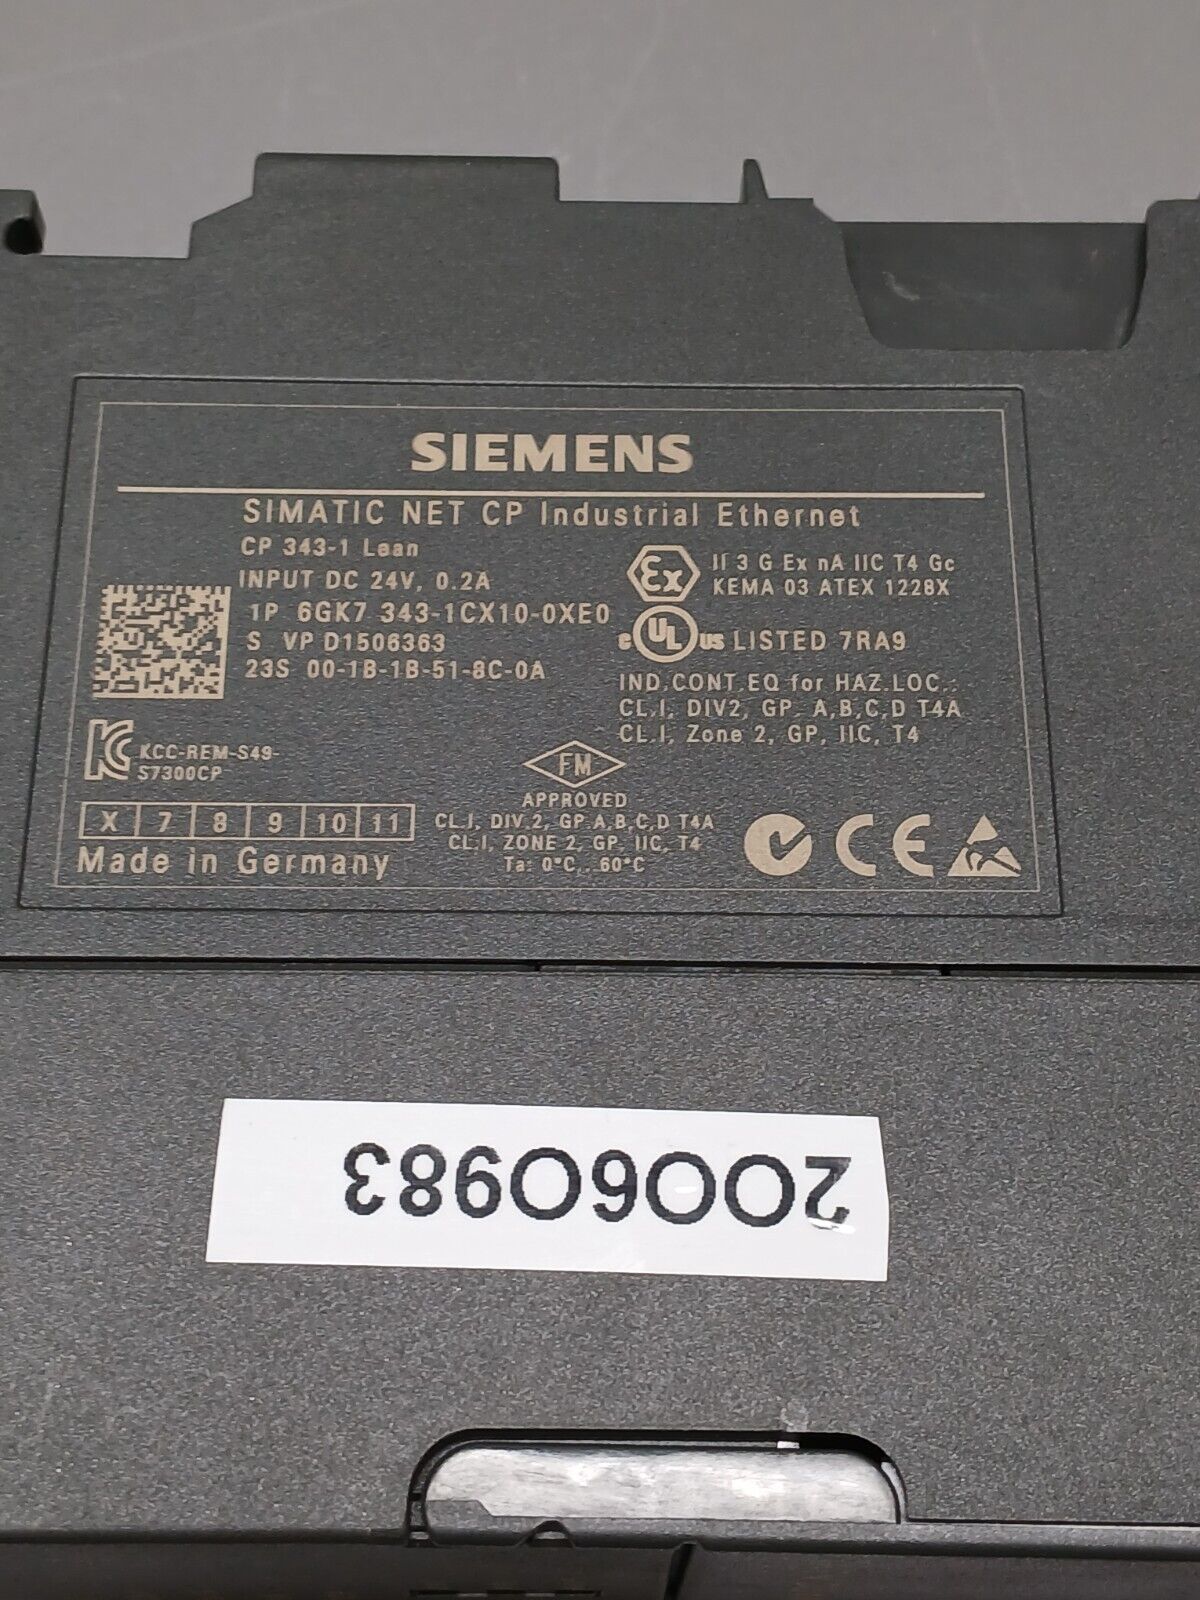 SIEMENS
SIMATIC NET CP Industrial Ethernet
CP 343-1 Lean
INPUT DC 24V, 0.2A
1P 6GK7 343-1CX10-0XE0
S VP D1506363
23S 00-1B-1B-51-8C-0A
Ex
II 3 G Ex nA IIC T4 Gc
KEMA 03 ATEX 1228X
c UL us LISTED 7RA9
IND.CONT.EQ for HAZ.LOC.:
CL.I, DIV2, GP. A,B,C,D T4A
CL.I, Zone 2, GP, IIC, T4
KCC-REM-S49-
S7300CP
X 7 8 9 10 11
Made in Germany
FM
APPROVED
CL.I, DIV.2, GP A,B,C,D T4A
CL.I, ZONE 2, GP. IIC, T4
Ta: 0°C...60°C
CE
20060983